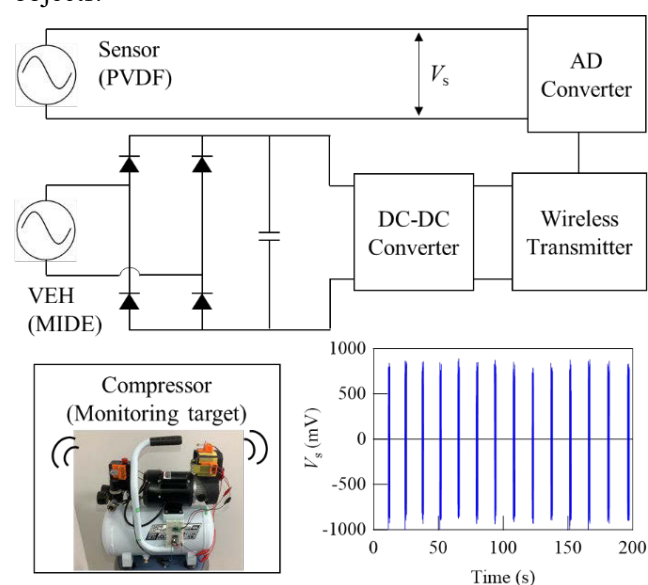 Sensor
(PVDF)
Vs
AD
Converter
VEH
(MIDE)
DC-DC
Converter
Wireless
Transmitter
Compressor
(Monitoring target)
1000
500
0
-500
-1000
Vs (mV)
0
50
100
150
200
Time (s)